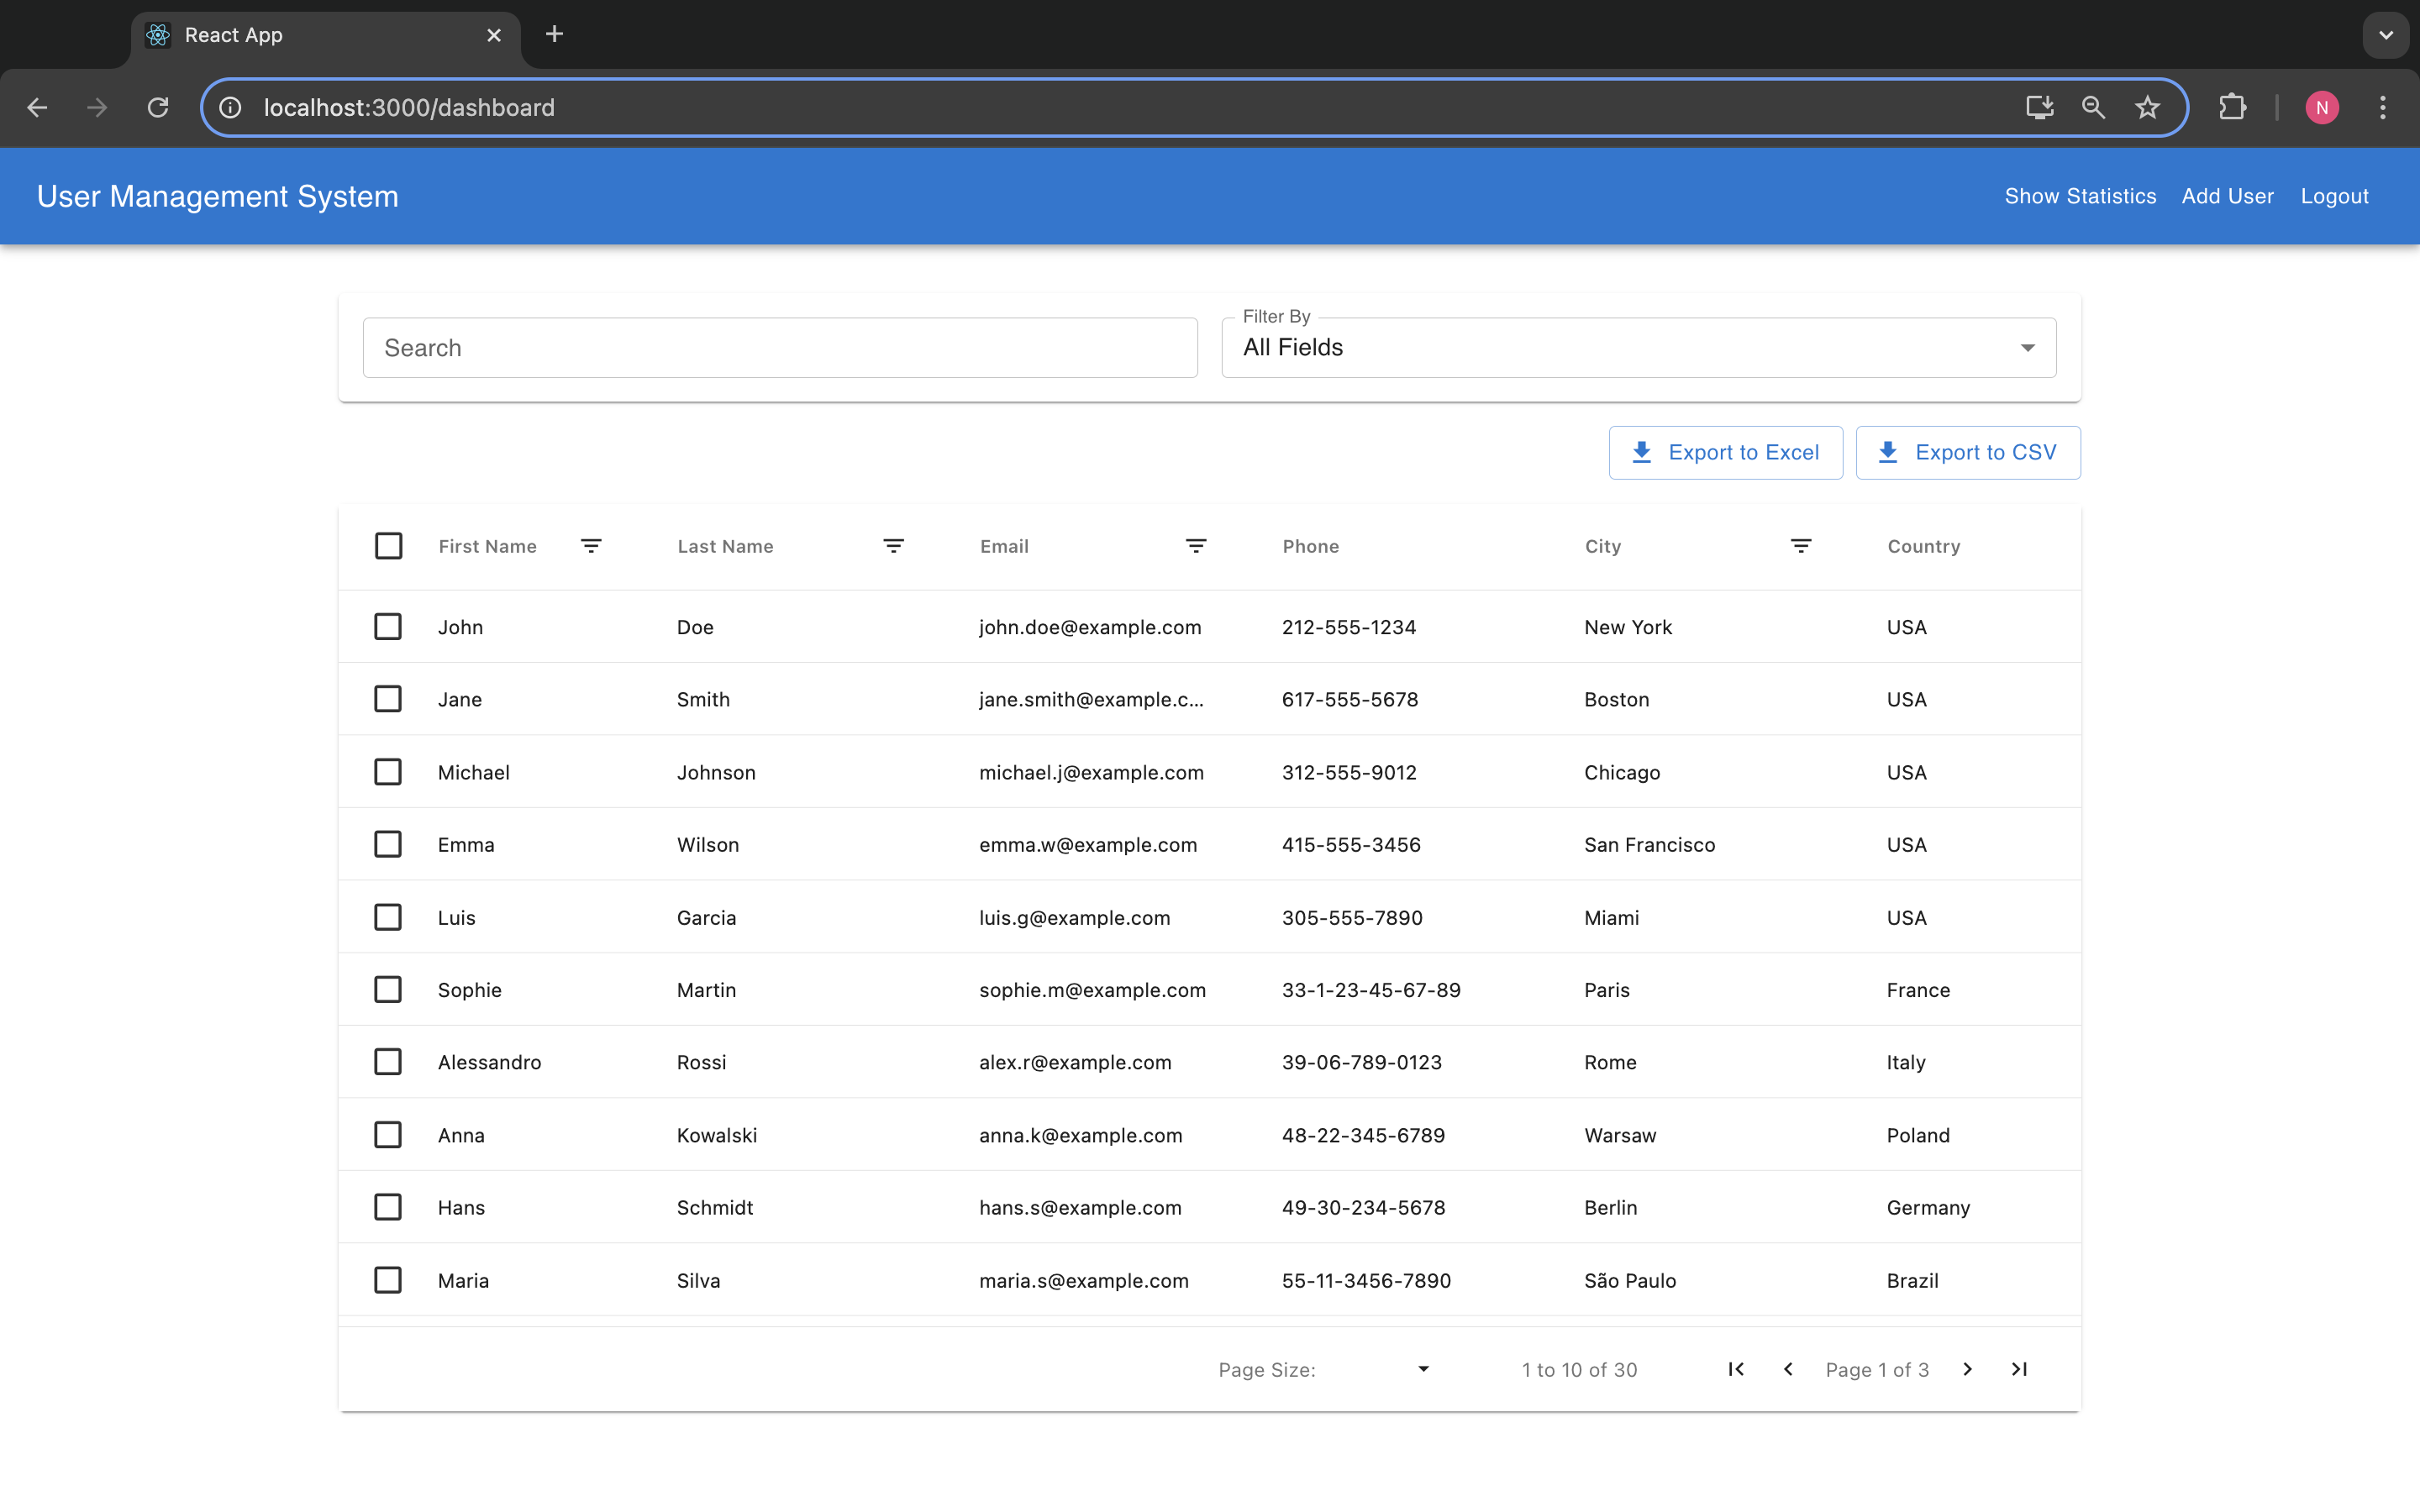 React App
localhost:3000/dashboard
N
User Management System
Show Statistics Add User Logout
Filter By
Search All Fields
Export to Excel Export to CSV
First Name Last Name Email Phone City Country
John Doe john.doe@example.com 212-555-1234 New York USA
Jane Smith jane.smith@example.c... 617-555-5678 Boston USA
Michael Johnson michael.j@example.com 312-555-9012 Chicago USA
Emma Wilson emma.w@example.com 415-555-3456 San Francisco USA
Luis Garcia luis.g@example.com 305-555-7890 Miami USA
Sophie Martin sophie.m@example.com 33-1-23-45-67-89 Paris France
Alessandro Rossi alex.r@example.com 39-06-789-0123 Rome Italy
Anna Kowalski anna.k@example.com 48-22-345-6789 Warsaw Poland
Hans Schmidt hans.s@example.com 49-30-234-5678 Berlin Germany
Maria Silva maria.s@example.com 55-11-3456-7890 São Paulo Brazil
Page Size: 1 to 10 of 30 Page 1 of 3